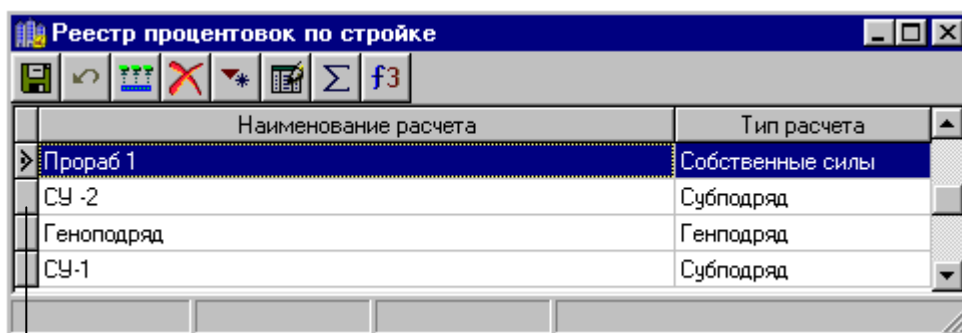 Реестр процентовок по стройке
f3
Наименование расчета Тип расчета
Прораб 1 Собственные силы
СУ -2 Субподряд
Геноподряд Генподряд
СУ-1 Субподряд